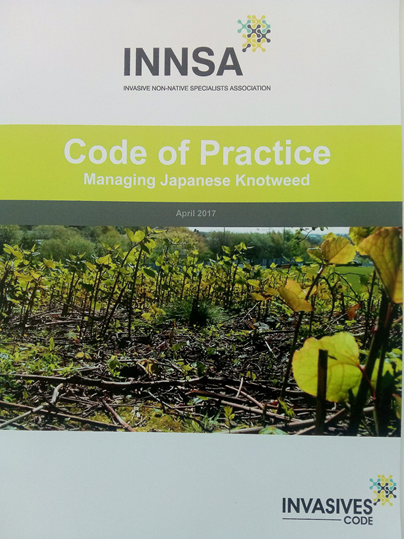 INNSA
INVASIVE NON-NATIVE SPECIALISTS ASSOCIATION
Code of Practice
Managing Japanese Knotweed
April 2017
INVASIVES
CODE